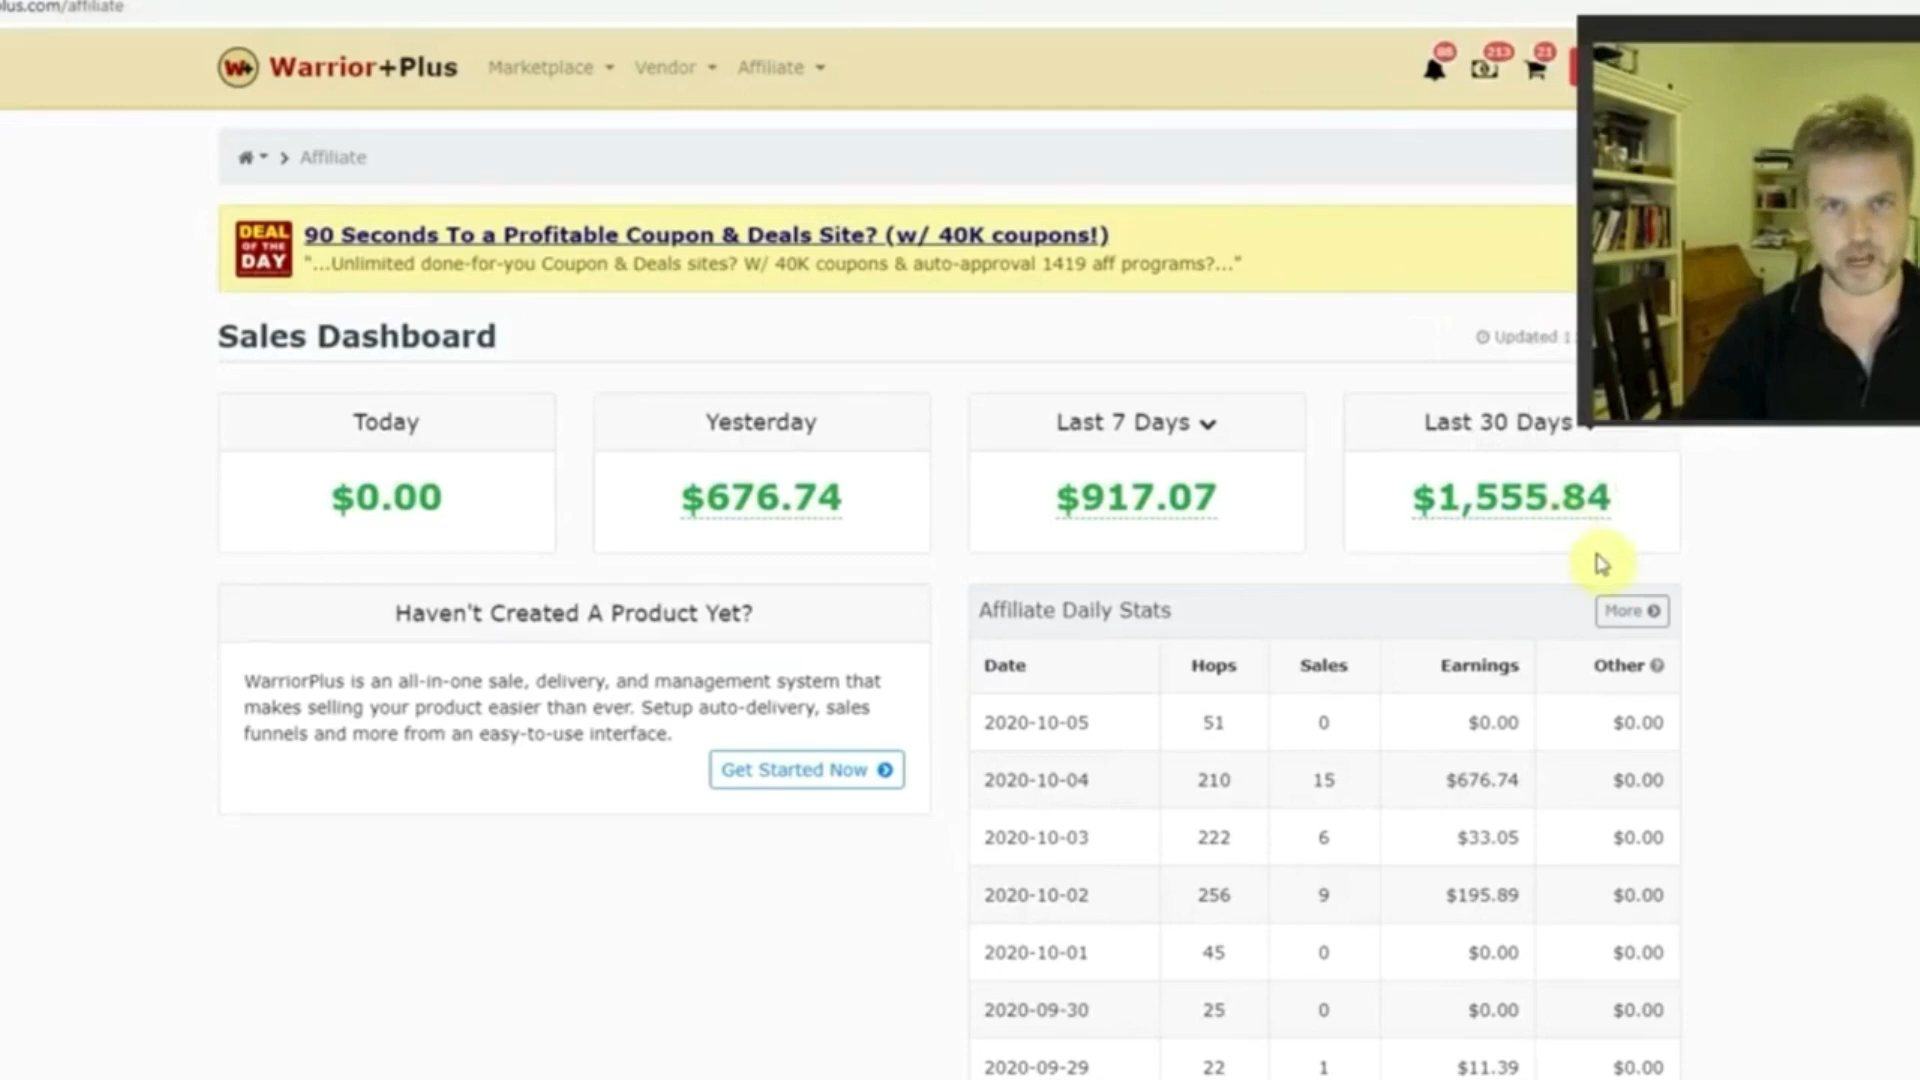 lus.com/affiliate
W+ Warrior+Plus Marketplace Vendor Affiliate 213 21
Affiliate
DEAL OF THE DAY
90 Seconds To a Profitable Coupon & Deals Site? (w/ 40K coupons!)
"...Unlimited done-for-you Coupon & Deals sites? W/ 40K coupons & auto-approval 1419 aff programs?..."
Sales Dashboard
Updated 1
Today Yesterday Last 7 Days Last 30 Days
$0.00 $676.74 $917.07 $1,555.84
Haven't Created A Product Yet?
WarriorPlus is an all-in-one sale, delivery, and management system that
makes selling your product easier than ever. Setup auto-delivery, sales
funnels and more from an easy-to-use interface.
Get Started Now
Affiliate Daily Stats More
Date Hops Sales Earnings Other
2020-10-05 51 0 $0.00 $0.00
2020-10-04 210 15 $676.74 $0.00
2020-10-03 222 6 $33.05 $0.00
2020-10-02 256 9 $195.89 $0.00
2020-10-01 45 0 $0.00 $0.00
2020-09-30 25 0 $0.00 $0.00
2020-09-29 22 1 $11.39 $0.00